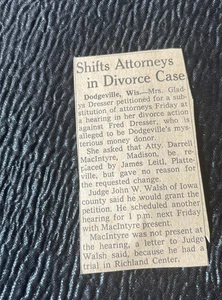 Shifts Attorneys
in Divorce Case
Dodgeville, Wis.—Mrs. Glad-
ys Dresser petitioned for a sub-
stitution of attorneys Friday at
a hearing in her divorce action
against Fred Dresser, who is
alleged to be Dodgeville's mys-
terious money donor.
She asked that Atty. Darrell
MacIntyre, Madison, be re-
placed by James Leitl, Platte-
ville, but gave no reason for
the requested change.
Judge John W. Walsh of Iowa
county said he would grant the
petition. He scheduled another
hearing for 1 p.m. next Friday
with MacIntyre present.
MacIntyre was not present at
the hearing, a letter to Judge
Walsh said, because he had a
trial in Richland Center.